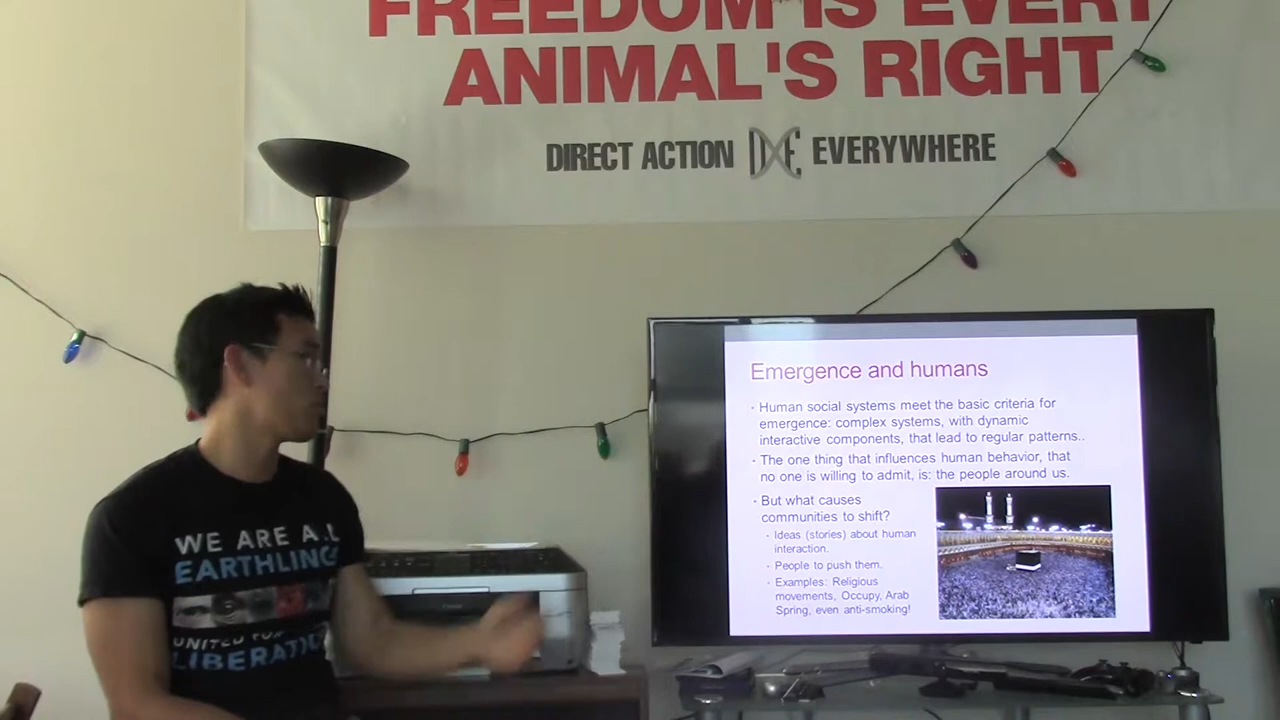 FREEDOM IS EVERY
ANIMAL'S RIGHT
DIRECT ACTION DXE EVERYWHERE
WE ARE ALL
EARTHLINGS
UNITED FOR
LIBERATION
Emergence and humans
· Human social systems meet the basic criteria for
emergence: complex systems, with dynamic
interactive components, that lead to regular patterns..
· The one thing that influences human behavior, that
no one is willing to admit, is: the people around us.
· But what causes
communities to shift?
· Ideas (stories) about human
interaction.
· People to push them.
· Examples: Religious
movements, Occupy, Arab
Spring, even anti-smoking!